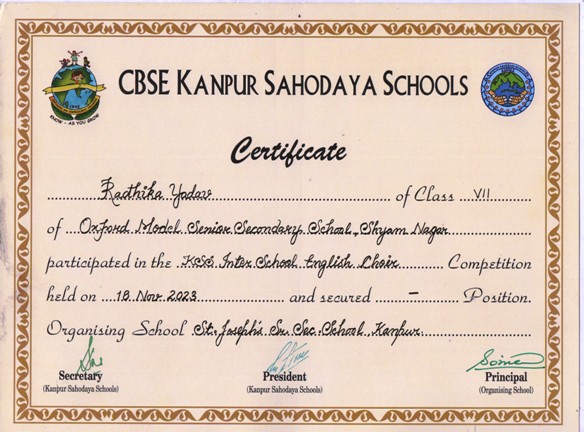 CBSE KANPUR SAHODAYA SCHOOLS
KNOW - AS YOU GROW
Certificate
Radhika Yadav of Class VII
of Oxford Model Senior Secondary School, Shyam Nagar
participated in the KSS Inter School English Choir Competition
held on 18 Nov. 2023 and secured – Position.
Organising School St. Joseph's Sr. Sec. School, Kanpur.
Secretary President Principal
(Kanpur Sahodaya Schools) (Kanpur Sahodaya Schools) (Organising School)